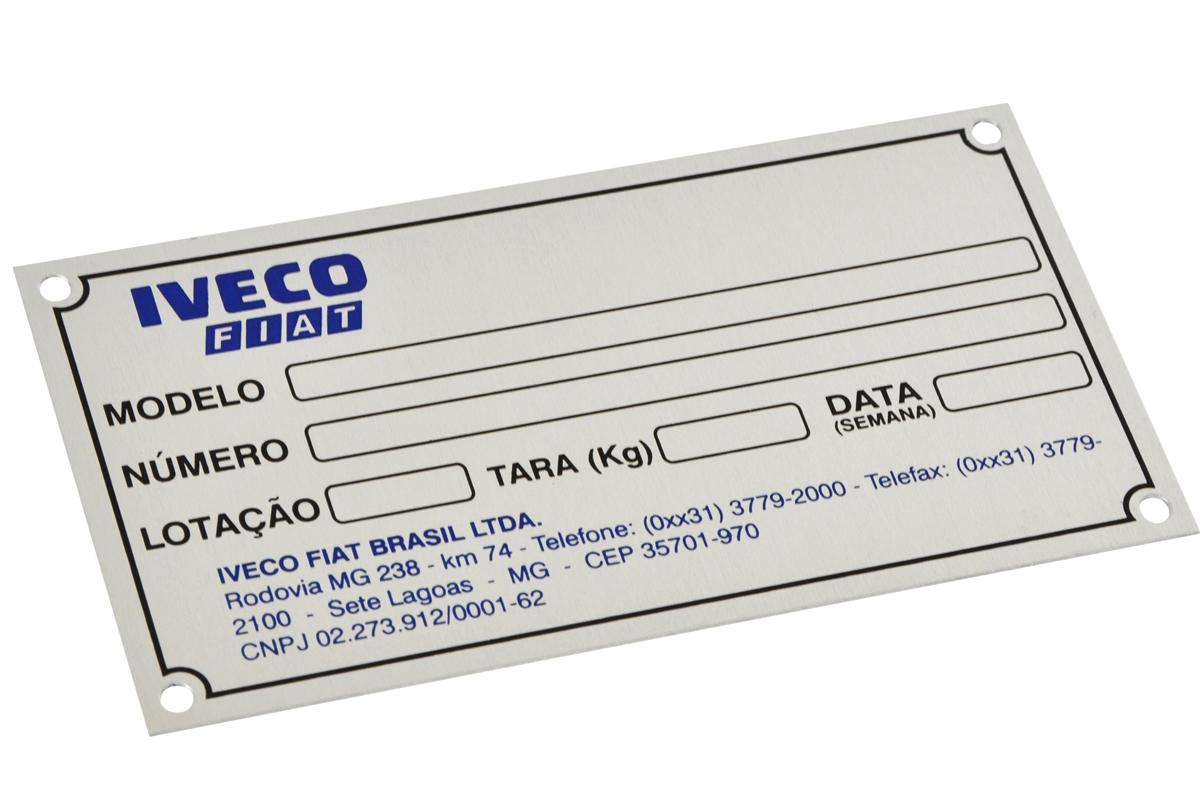 IVECO
FIAT
MODELO
NÚMERO
LOTAÇÃO TARA (Kg) DATA
(SEMANA)
IVECO FIAT BRASIL LTDA.
Rodovia MG 238 - km 74 - Telefone: (0xx31) 3779-2000 - Telefax: (0xx31) 3779-
2100 - Sete Lagoas - MG - CEP 35701-970
CNPJ 02.273.912/0001-62